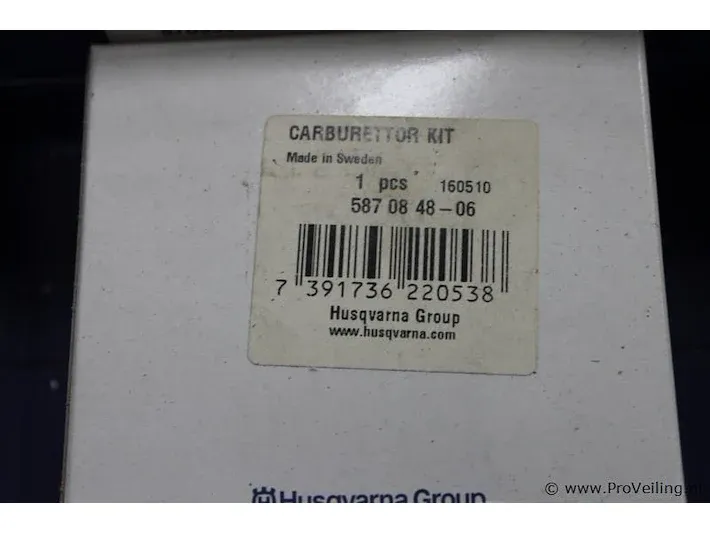 CARBURETTOR KIT
Made in Sweden
1 pcs 160510
587 08 48-06
7 391736 220538
Husqvarna Group
www.husqvarna.com
Husqvarna Group
© www.ProVeiling.